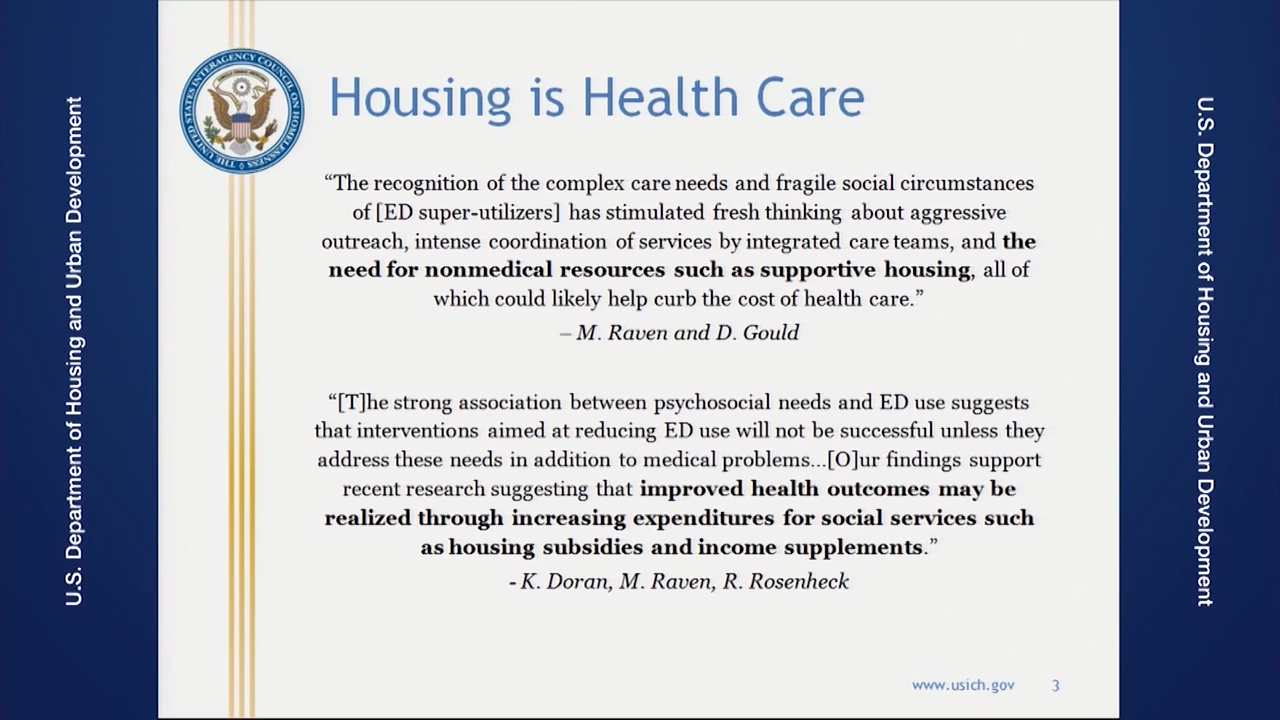 U.S. Department of Housing and Urban Development
THE UNITED STATES INTERAGENCY COUNCIL ON HOMELESSNESS
Housing is Health Care
“The recognition of the complex care needs and fragile social circumstances
of [ED super-utilizers] has stimulated fresh thinking about aggressive
outreach, intense coordination of services by integrated care teams, and the
need for nonmedical resources such as supportive housing, all of
which could likely help curb the cost of health care.”
– M. Raven and D. Gould
“[T]he strong association between psychosocial needs and ED use suggests
that interventions aimed at reducing ED use will not be successful unless they
address these needs in addition to medical problems...[O]ur findings support
recent research suggesting that improved health outcomes may be
realized through increasing expenditures for social services such
as housing subsidies and income supplements.”
- K. Doran, M. Raven, R. Rosenheck
www.usich.gov 3
U.S. Department of Housing and Urban Development